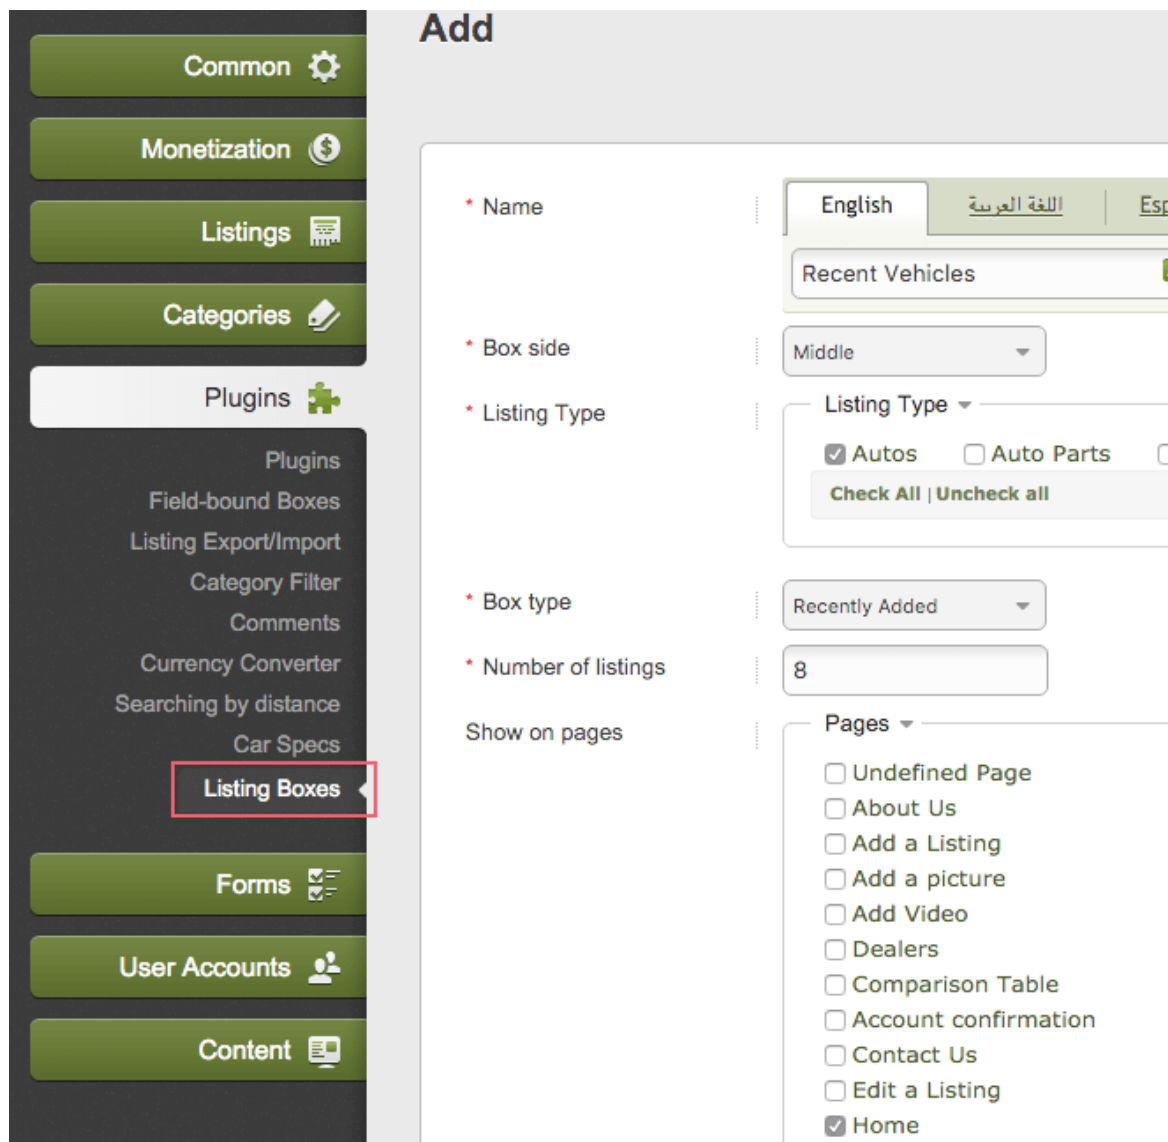 Add
Common
Monetization
Listings
Categories
Plugins
Plugins
Field-bound Boxes
Listing Export/Import
Category Filter
Comments
Currency Converter
Searching by distance
Car Specs
Listing Boxes
Forms
User Accounts
Content
* Name
English اللغة العربية Esp
Recent Vehicles
* Box side
Middle
* Listing Type
Listing Type
Autos Auto Parts
Check All | Uncheck all
* Box type
Recently Added
* Number of listings
8
Show on pages
Pages
Undefined Page
About Us
Add a Listing
Add a picture
Add Video
Dealers
Comparison Table
Account confirmation
Contact Us
Edit a Listing
Home